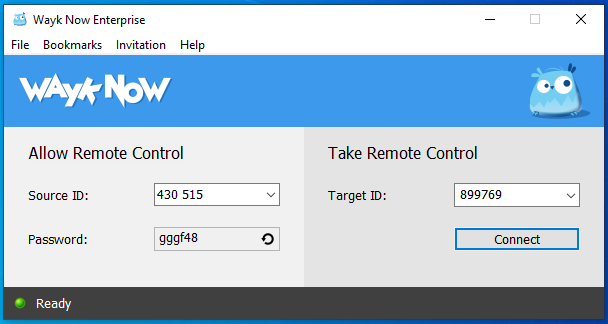 Wayk Now Enterprise
File Bookmarks Invitation Help
WAYK NOW
Allow Remote Control
Source ID: 430 515
Password: gggf48
Take Remote Control
Target ID: 899769
Connect
Ready